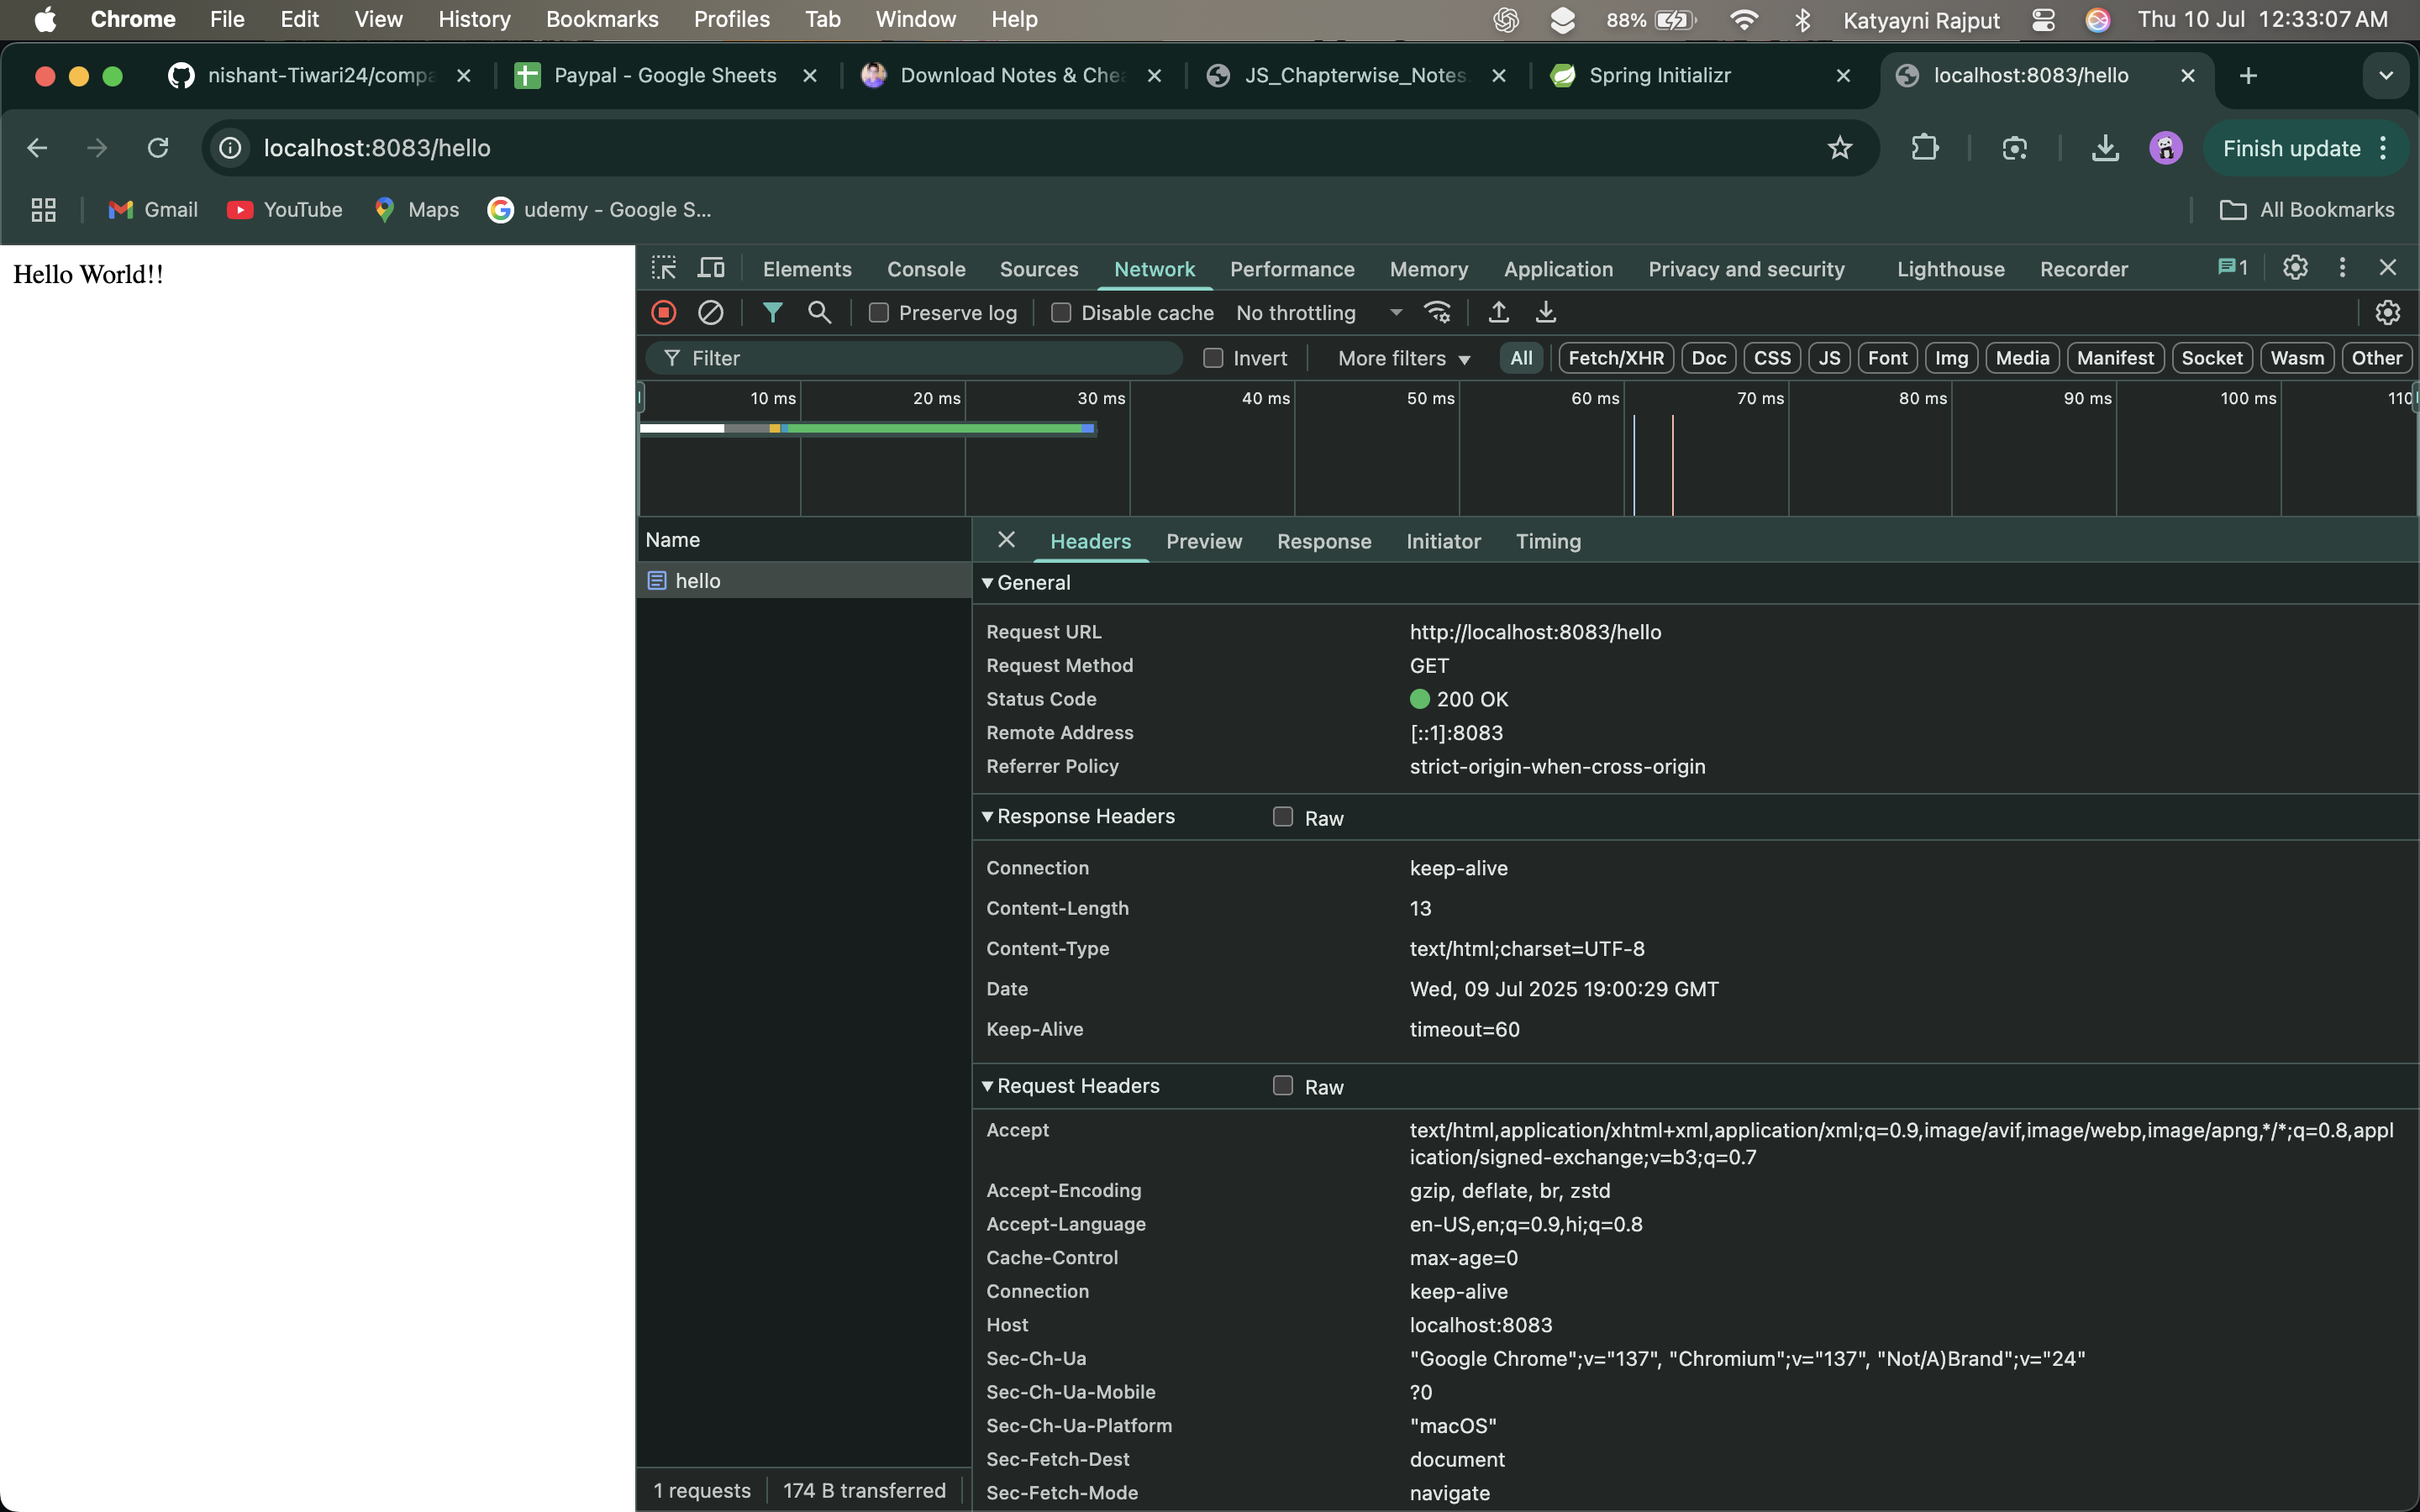 Chrome File Edit View History Bookmarks Profiles Tab Window Help 88% Katyayni Rajput Thu 10 Jul 12:33:07 AM
nishant-Tiwari24/compa Paypal - Google Sheets Download Notes & Chea JS_Chapterwise_Notes. Spring Initializr localhost:8083/hello
localhost:8083/hello Finish update
Gmail YouTube Maps udemy - Google S... All Bookmarks
Hello World!!
Elements Console Sources Network Performance Memory Application Privacy and security Lighthouse Recorder 1
Preserve log Disable cache No throttling
Filter Invert More filters All Fetch/XHR Doc CSS JS Font Img Media Manifest Socket Wasm Other
10 ms 20 ms 30 ms 40 ms 50 ms 60 ms 70 ms 80 ms 90 ms 100 ms 110
Name Headers Preview Response Initiator Timing
hello
General
Request URL http://localhost:8083/hello
Request Method GET
Status Code 200 OK
Remote Address [::1]:8083
Referrer Policy strict-origin-when-cross-origin
Response Headers Raw
Connection keep-alive
Content-Length 13
Content-Type text/html;charset=UTF-8
Date Wed, 09 Jul 2025 19:00:29 GMT
Keep-Alive timeout=60
Request Headers Raw
Accept text/html,application/xhtml+xml,application/xml;q=0.9,image/avif,image/webp,image/apng,*/*;q=0.8,appl
ication/signed-exchange;v=b3;q=0.7
Accept-Encoding gzip, deflate, br, zstd
Accept-Language en-US,en;q=0.9,hi;q=0.8
Cache-Control max-age=0
Connection keep-alive
Host localhost:8083
Sec-Ch-Ua "Google Chrome";v="137", "Chromium";v="137", "Not/A)Brand";v="24"
Sec-Ch-Ua-Mobile ?0
Sec-Ch-Ua-Platform "macOS"
Sec-Fetch-Dest document
Sec-Fetch-Mode navigate
1 requests 174 B transferred